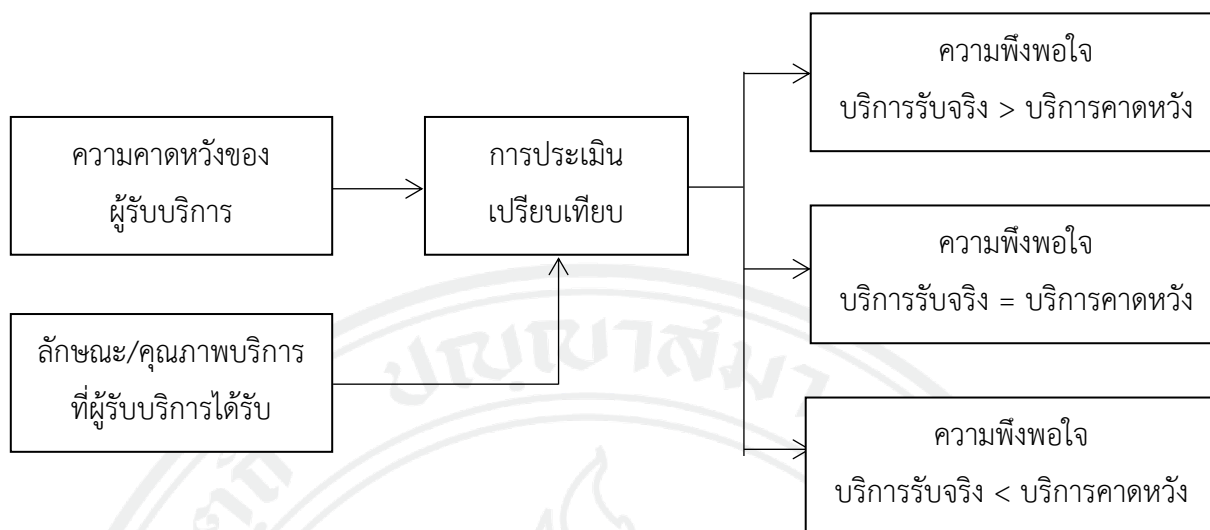 ความคาดหวังของ
ผู้รับบริการ
ลักษณะ/คุณภาพบริการ
ที่ผู้รับบริการได้รับ
การประเมิน
เปรียบเทียบ
ความพึงพอใจ
บริการรับจริง > บริการคาดหวัง
ความพึงพอใจ
บริการรับจริง = บริการคาดหวัง
ความพึงพอใจ
บริการรับจริง < บริการคาดหวัง